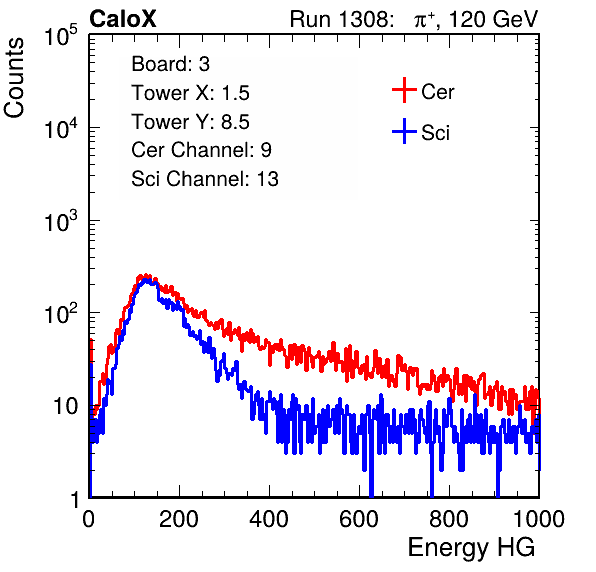 CaloX Run 1308: π⁺, 120 GeV
Counts
10⁵
10⁴
10³
10²
10
1
Board: 3
Tower X: 1.5
Tower Y: 8.5
Cer Channel: 9
Sci Channel: 13
Cer
Sci
0 200 400 600 800 1000
Energy HG